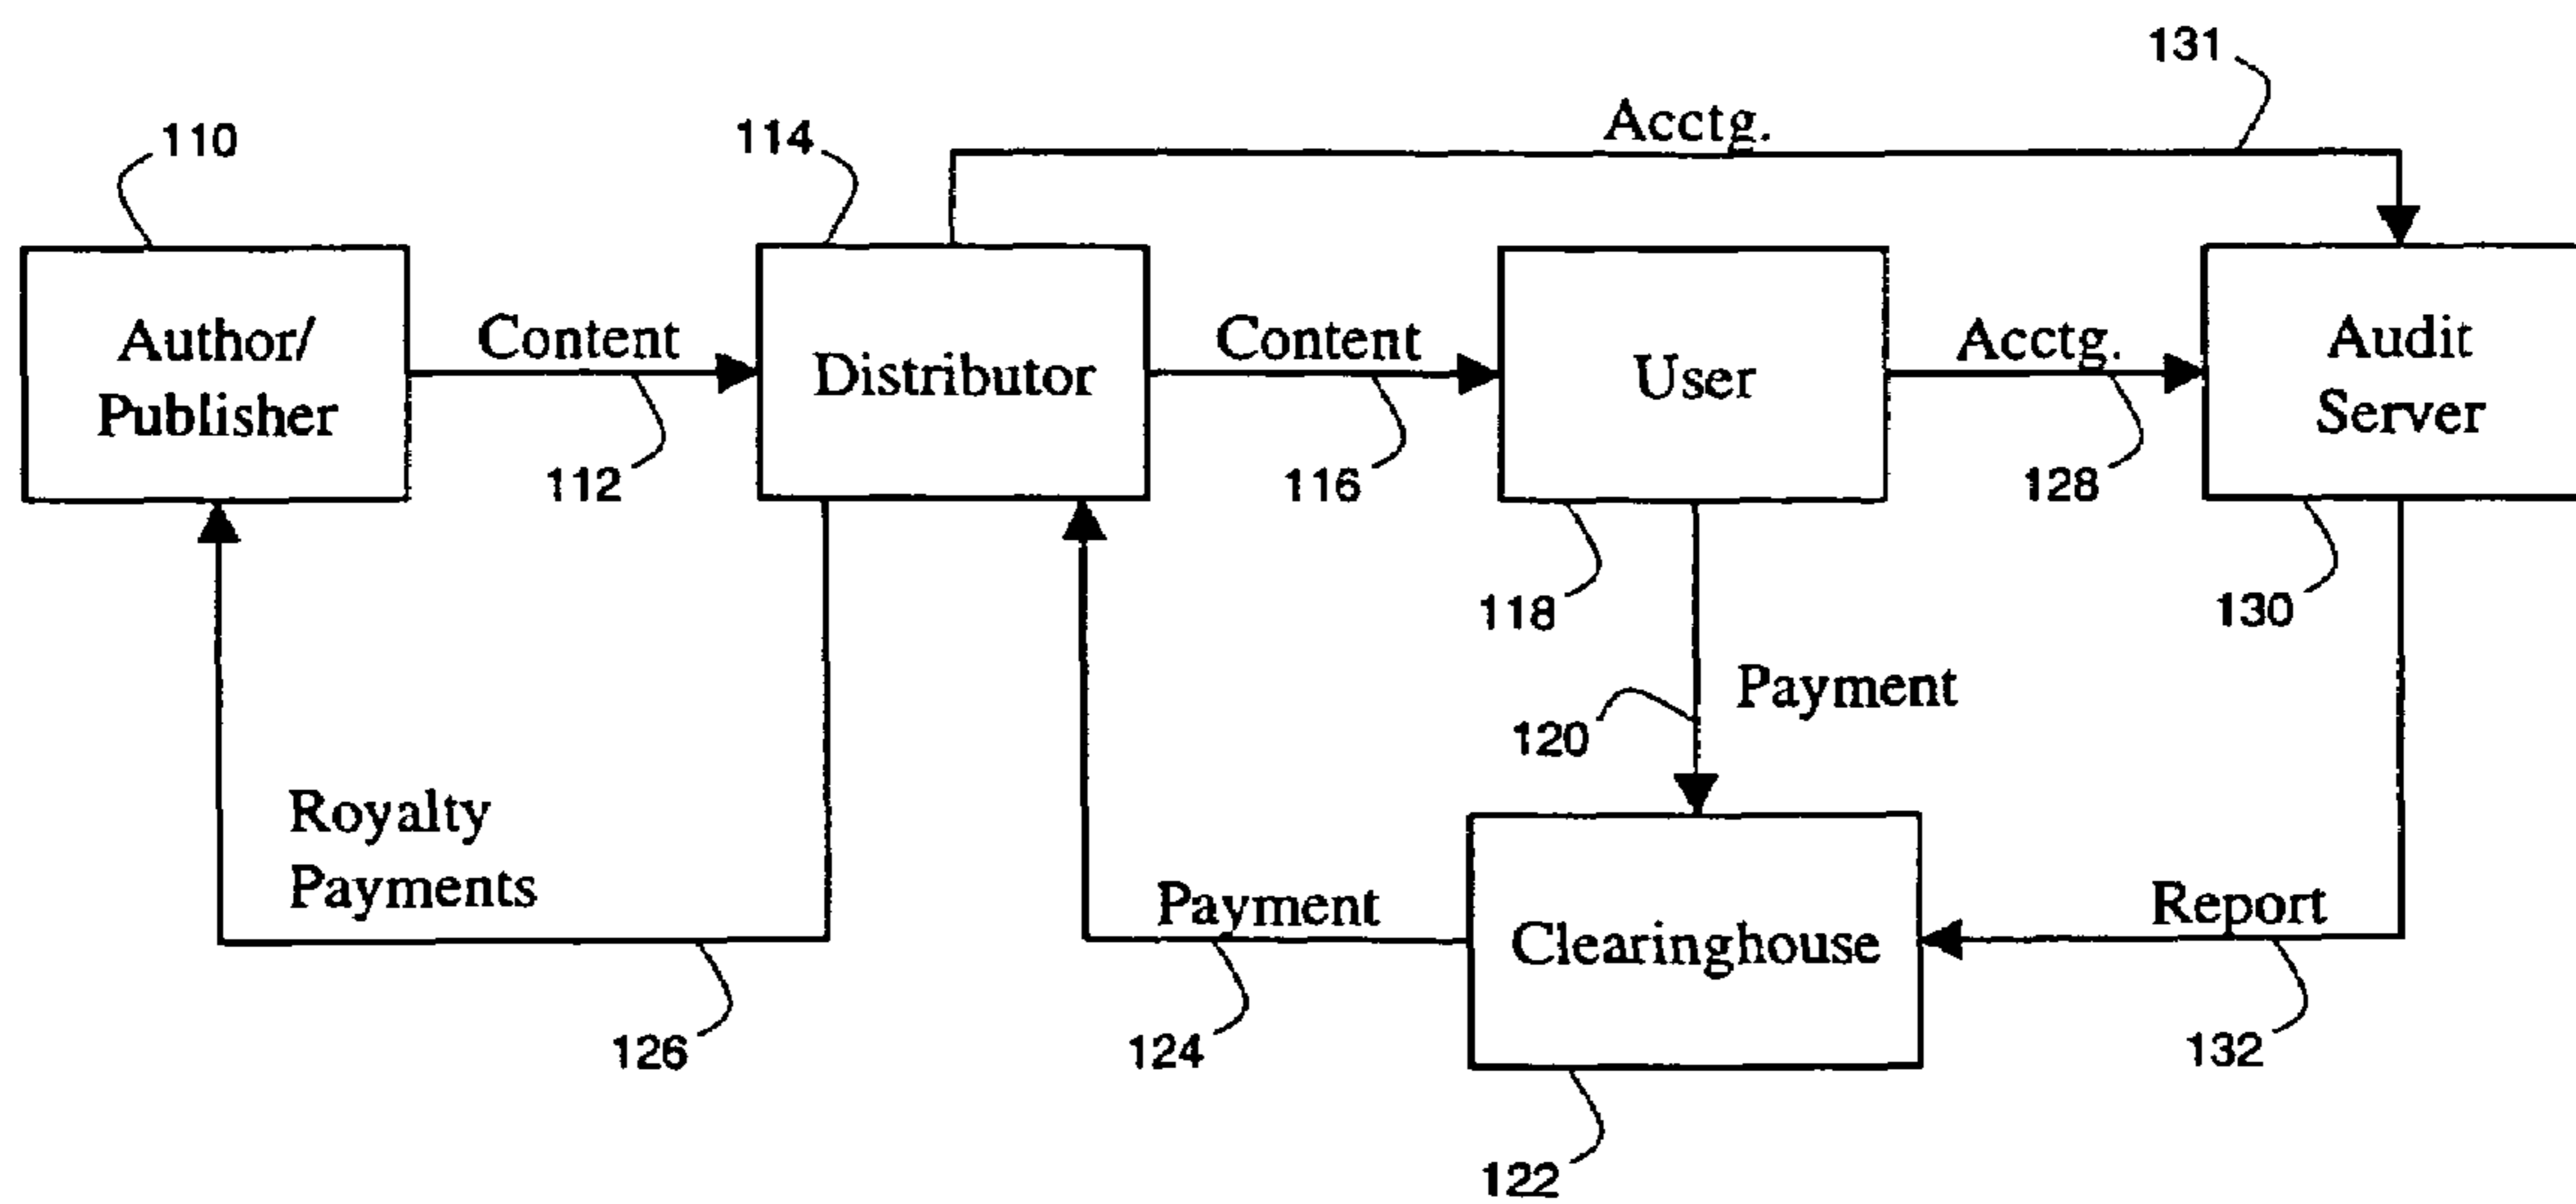 131
Acctg.
110
114
Author/
Publisher
Content
112
Distributor
Content
116
User
Acctg.
128
Audit
Server
118
130
120
Payment
Royalty
Payments
126
Payment
124
Clearinghouse
Report
132
122